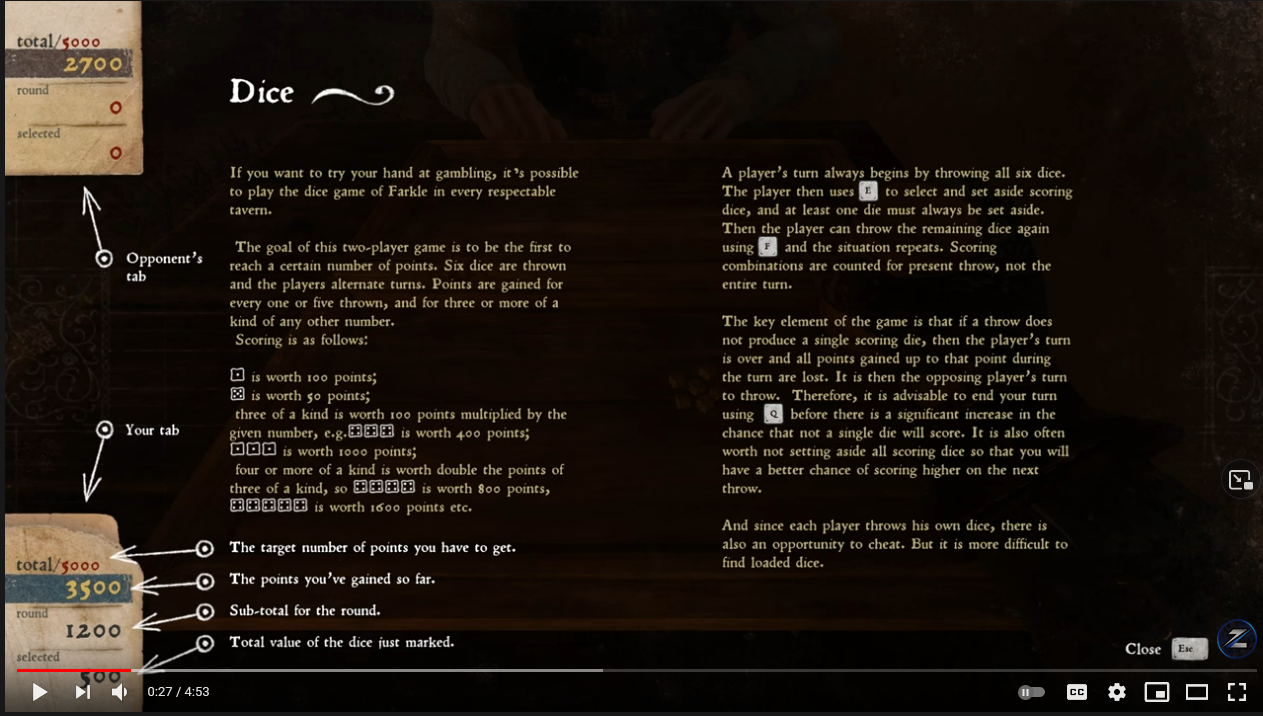 total/5000
2700
round
0
selected
0
Opponent's
tab
Your tab
total/5000
3500
round
1200
selected
500
Dice
If you want to try your hand at gambling, it's possible
to play the dice game of Farkle in every respectable
tavern.
The goal of this two-player game is to be the first to
reach a certain number of points. Six dice are thrown
and the players alternate turns. Points are gained for
every one or five thrown, and for three or more of a
kind of any other number.
Scoring is as follows:
⚀ is worth 100 points;
⚄ is worth 50 points;
three of a kind is worth 100 points multiplied by the
given number, e.g.⚃⚃⚃ is worth 400 points;
⚀⚀⚀ is worth 1000 points;
four or more of a kind is worth double the points of
three of a kind, so ⚃⚃⚃⚃ is worth 800 points,
⚃⚃⚃⚃⚃ is worth 1600 points etc.
The target number of points you have to get.
The points you've gained so far.
Sub-total for the round.
Total value of the dice just marked.
A player's turn always begins by throwing all six dice.
The player then uses E to select and set aside scoring
dice, and at least one die must always be set aside.
Then the player can throw the remaining dice again
using F and the situation repeats. Scoring
combinations are counted for present throw, not the
entire turn.
The key element of the game is that if a throw does
not produce a single scoring die, then the player's turn
is over and all points gained up to that point during
the turn are lost. It is then the opposing player's turn
to throw. Therefore, it is advisable to end your turn
using Q before there is a significant increase in the
chance that not a single die will score. It is also often
worth not setting aside all scoring dice so that you will
have a better chance of scoring higher on the next
throw.
And since each player throws his own dice, there is
also an opportunity to cheat. But it is more difficult to
find loaded dice.
Close Esc
Z
0:27 / 4:53
CC